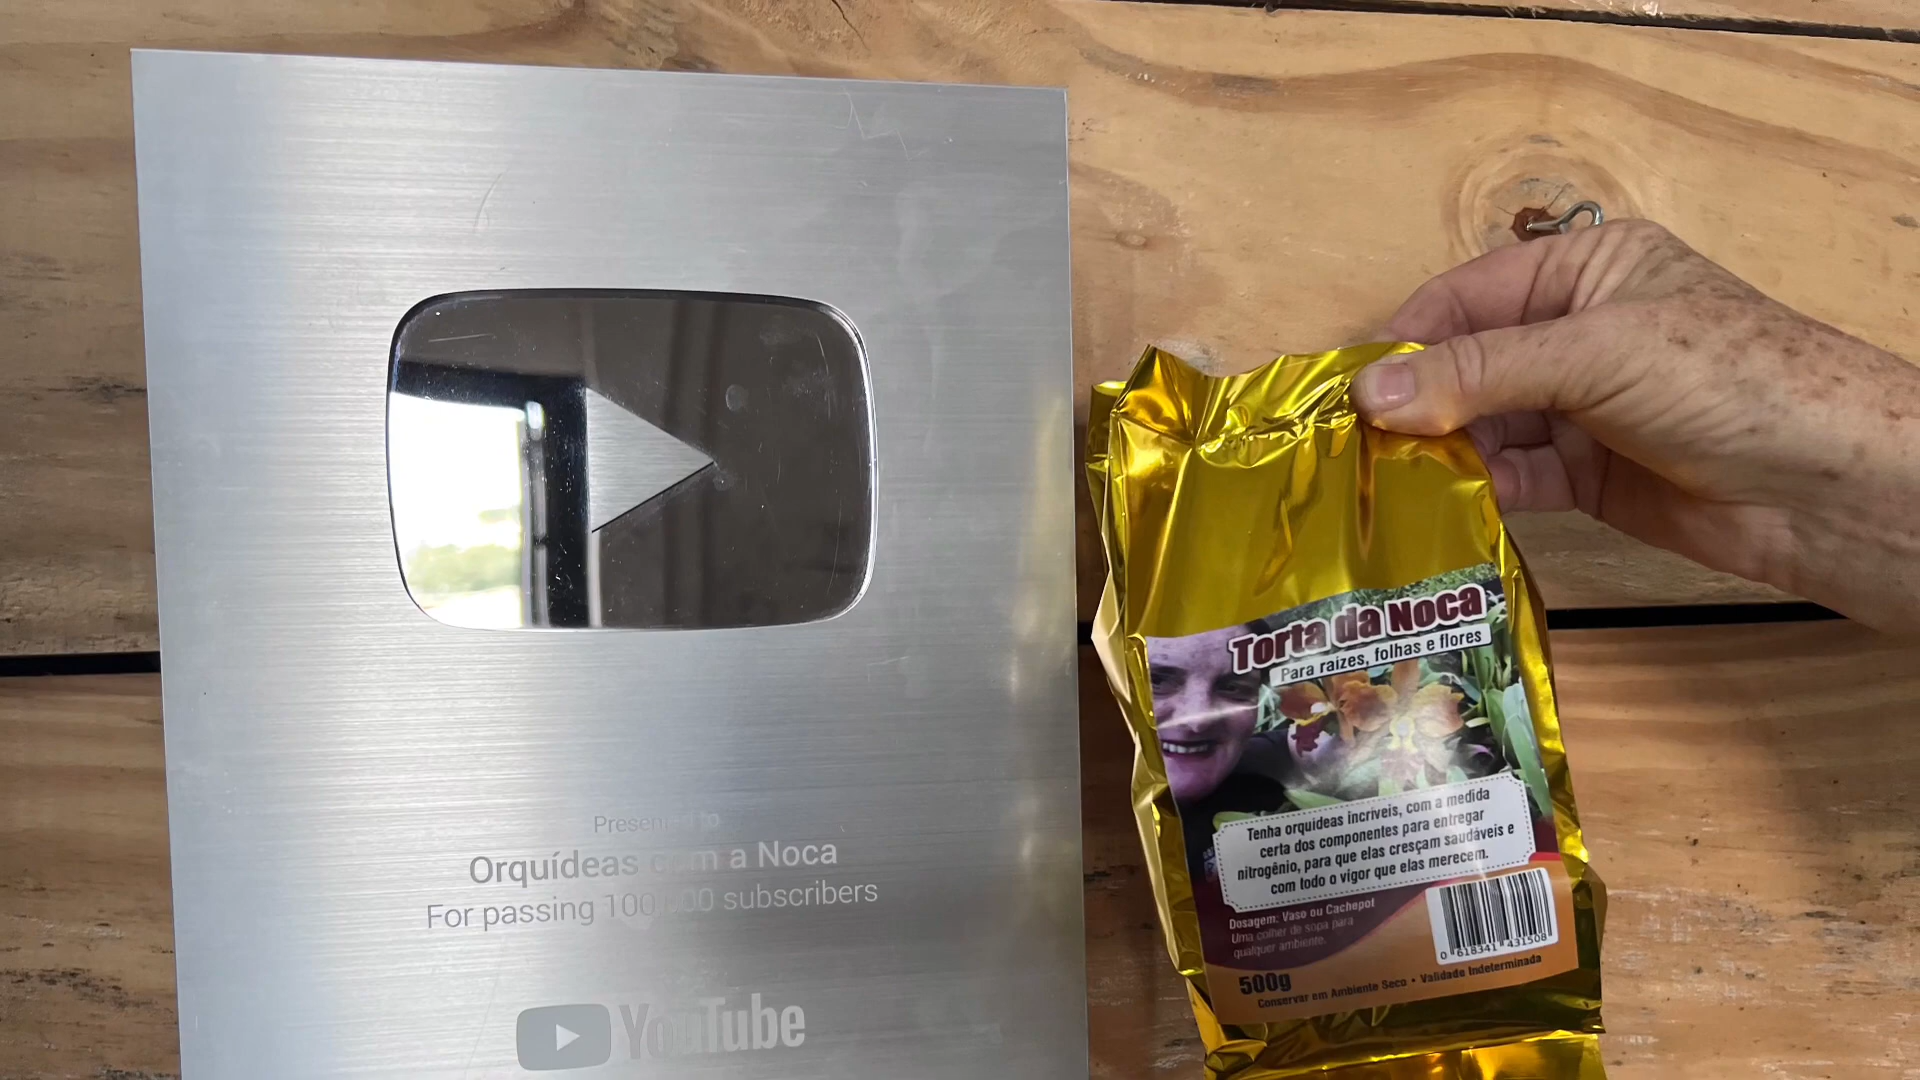 Presented to
Orquídeas com a Noca
For passing 100,000 subscribers
YouTube
Torta da Noca
Para raízes, folhas e flores
Tenha orquídeas incríveis, com a medida
certa dos componentes para entregar
nitrogênio, para que elas cresçam saudáveis e
com todo o vigor que elas merecem.
Dosagem: Vaso ou Cachepot
Uma colher de sopa para
qualquer ambiente.
0 618341 431508
500g
Conservar em Ambiente Seco • Validade Indeterminada